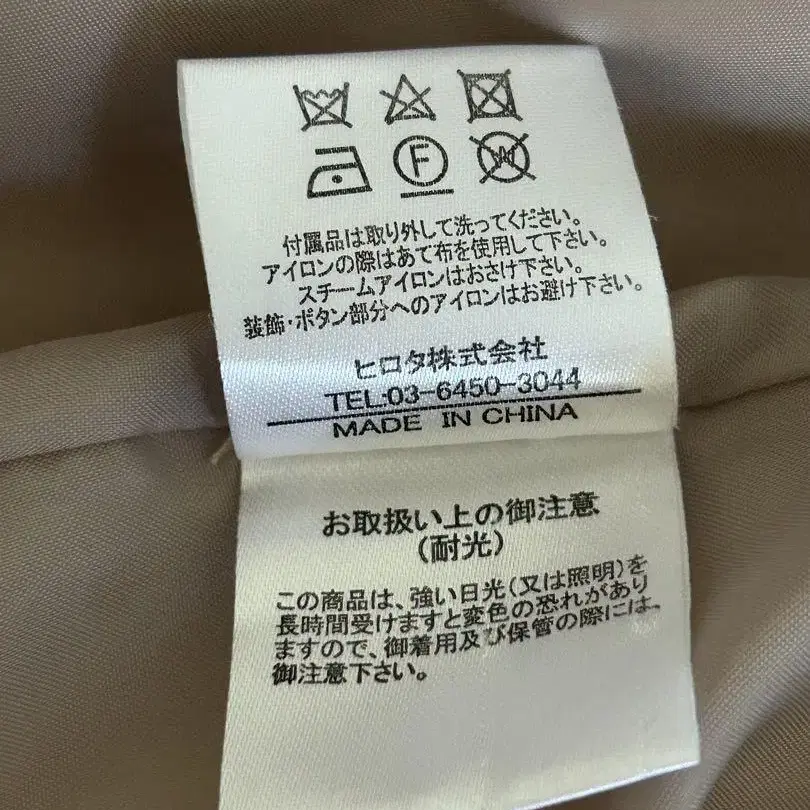 F
W
付属品は取り外して洗ってください。
アイロンの際はあて布を使用して下さい。
スチームアイロンはおさけ下さい。
装飾・ボタン部分へのアイロンはお避け下さい。
ヒロタ株式会社
TEL:03-6450-3044
MADE IN CHINA
お取扱い上の御注意
(耐光)
この商品は、強い日光(又は照明)を
長時間受けますと変色の恐れがあり
ますので、御着用及び保管の際には、
御注意下さい。